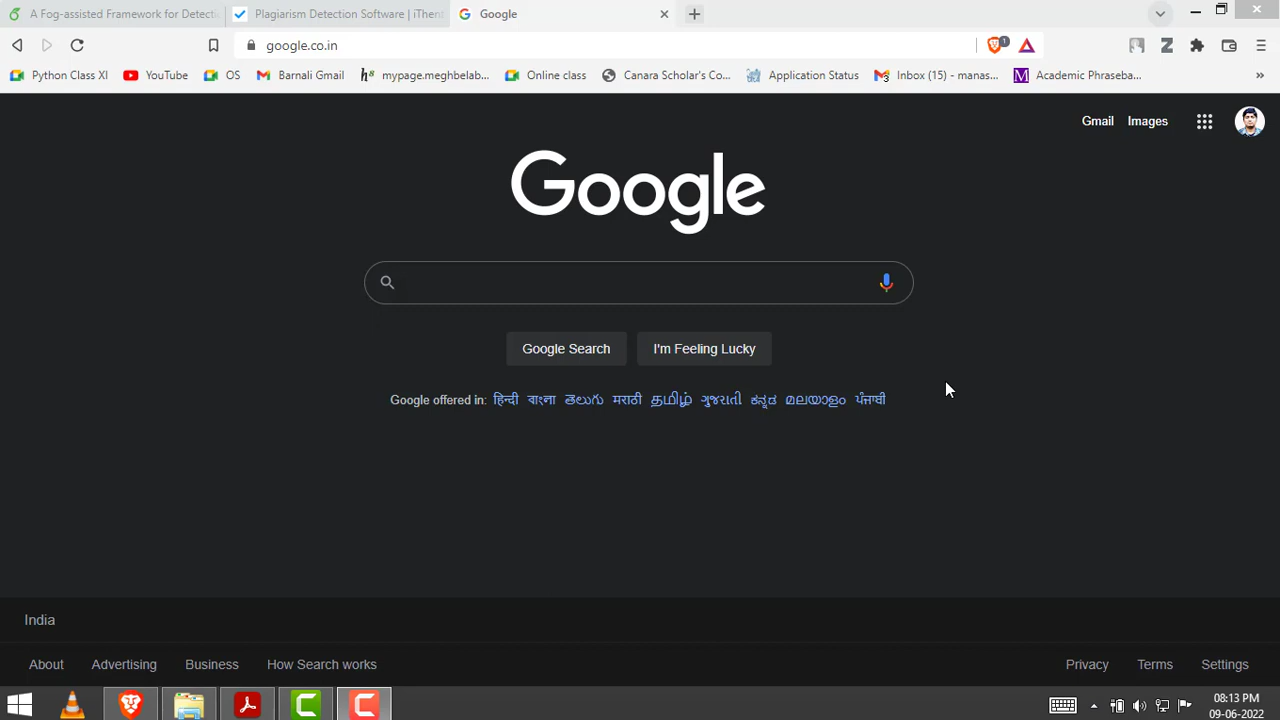 A Fog-assisted Framework for Detecti
Plagiarism Detection Software | iThent
Google
google.co.in
1
Python Class XI
YouTube
OS
Barnali Gmail
mypage.meghbelab...
Online class
Canara Scholar's Co...
Application Status
Inbox (15) - manas...
Academic Phraseba...
»
Gmail
Images
Google
Google Search
I'm Feeling Lucky
Google offered in: हिन्दी বাংলা తెలుగు मराठी தமிழ் ગુજરાતી ಕನ್ನಡ മലയാളം ਪੰਜਾਬੀ
India
About
Advertising
Business
How Search works
Privacy
Terms
Settings
08:13 PM
09-06-2022